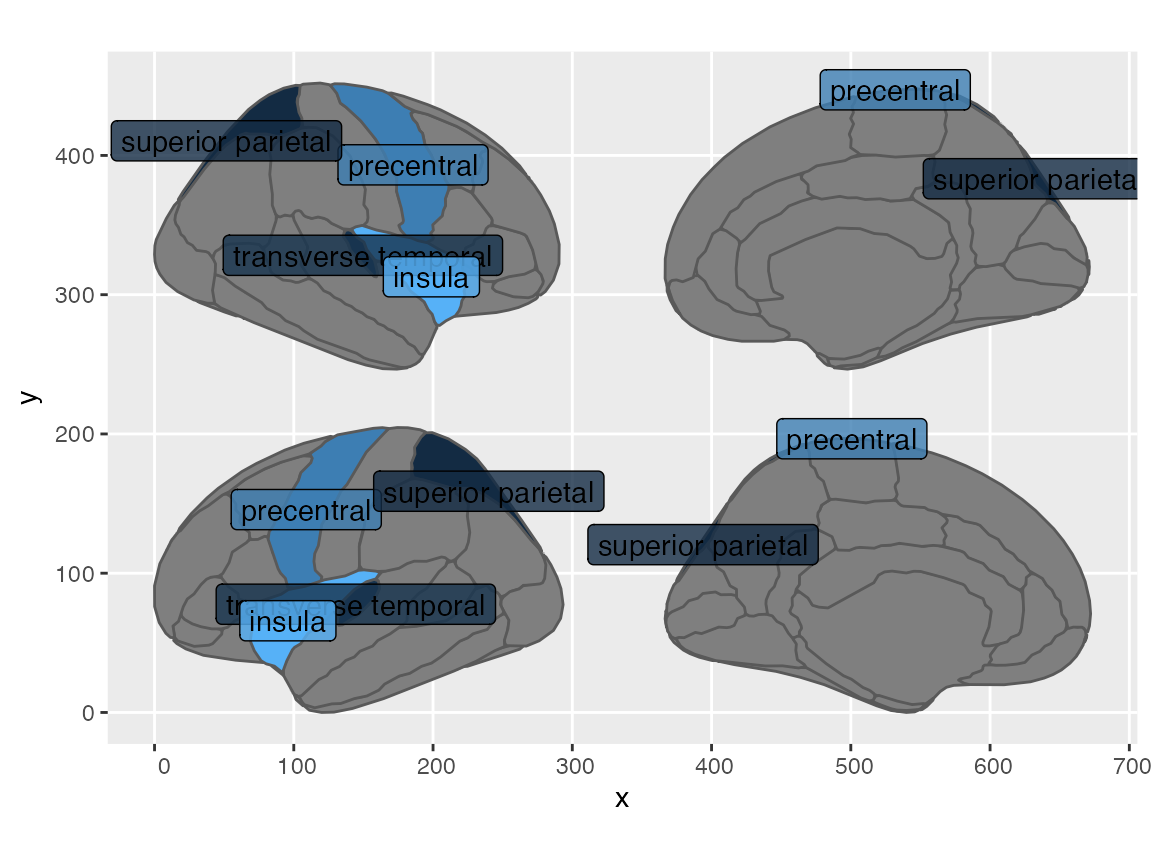 precentral
superior parietal
precentral
superior parieta
400
transverse temporal
insula
300
y
200
precentral
superior parietal
precentral
superior parietal
100
transverse temporal
insula
0
0 100 200 300 400 500 600 700
x